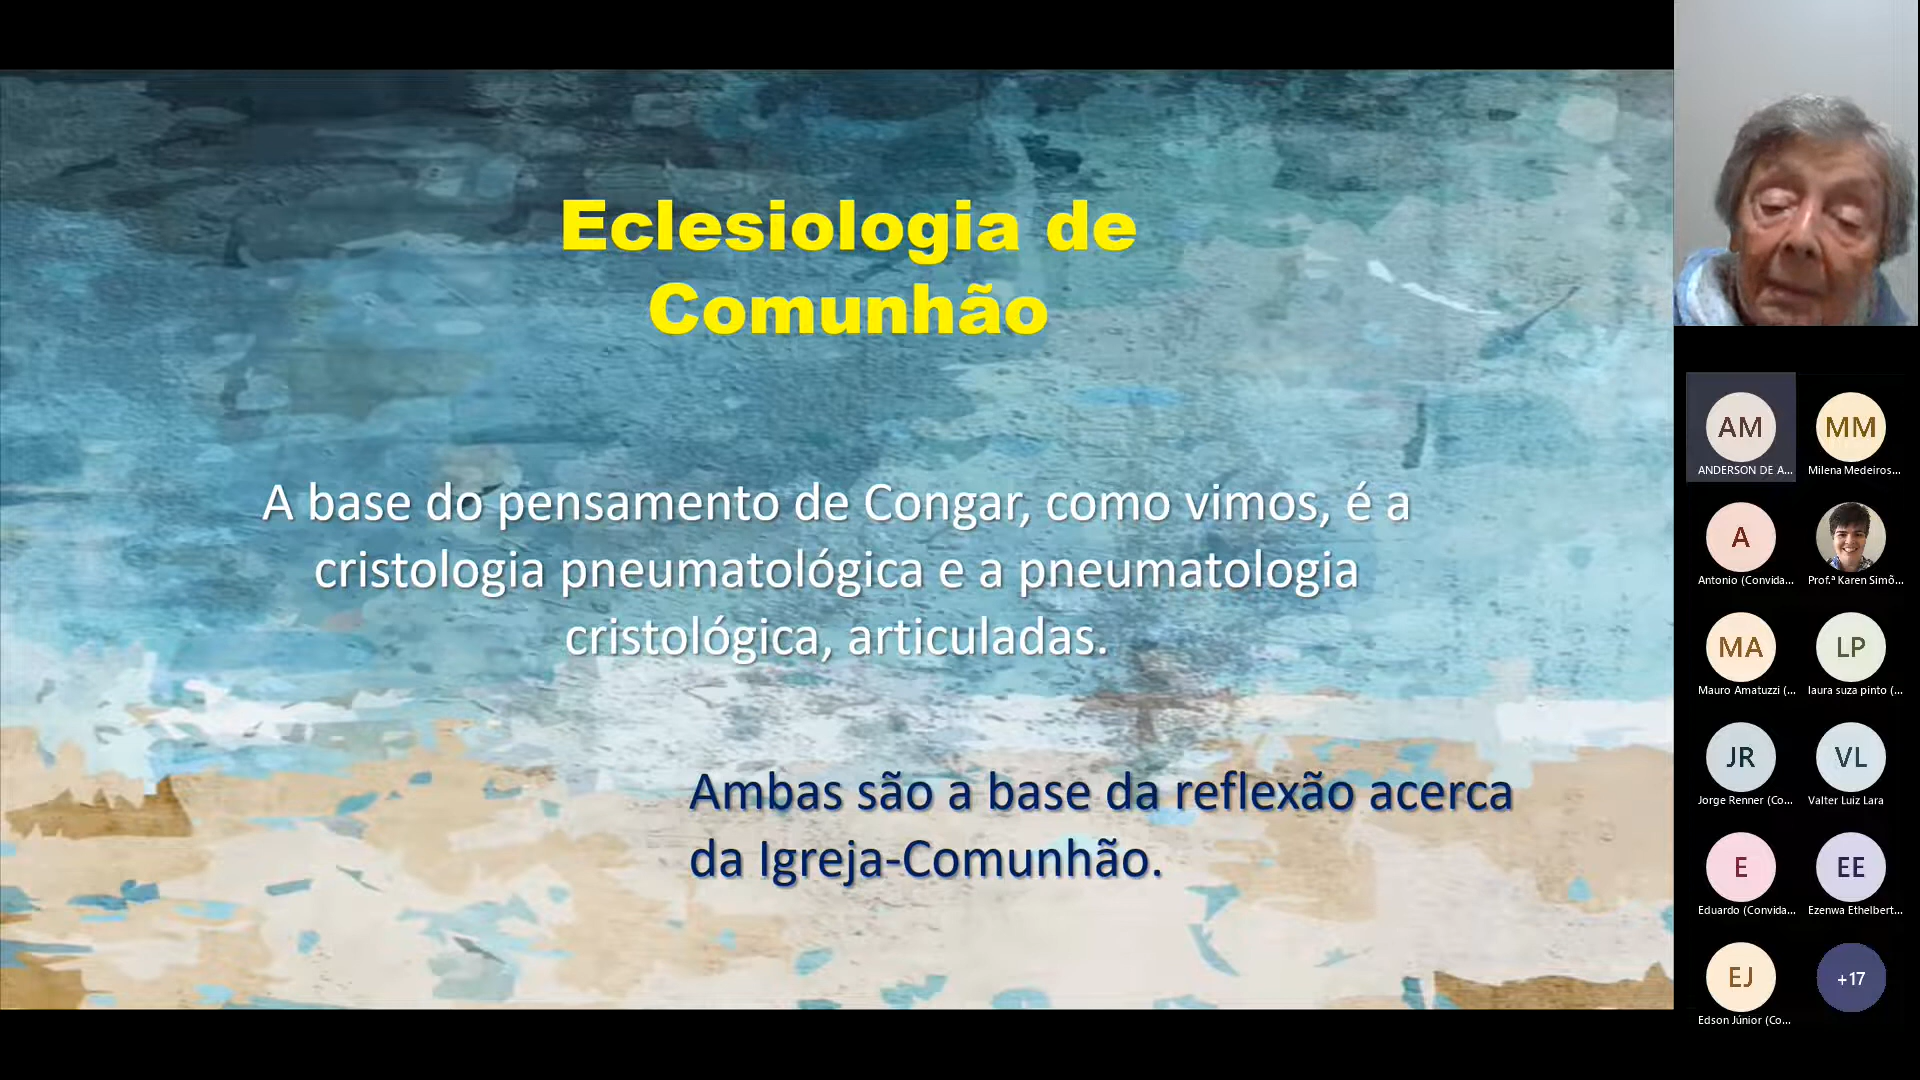 Eclesiologia de
Comunhão
A base do pensamento de Congar, como vimos, é a
cristologia pneumatológica e a pneumatologia
cristológica, articuladas.
Ambas são a base da reflexão acerca
da Igreja-Comunhão.
AM
ANDERSON DE A...
MM
Milena Medeiros...
A
Antonio (Convida...
Prof.ª Karen Simõ...
MA
Mauro Amatuzzi (...
LP
laura suza pinto (...
JR
Jorge Renner (Co...
VL
Valter Luiz Lara
E
Eduardo (Convida...
EE
Ezenwa Ethelbert...
EJ
Edson Júnior (Co...
+17